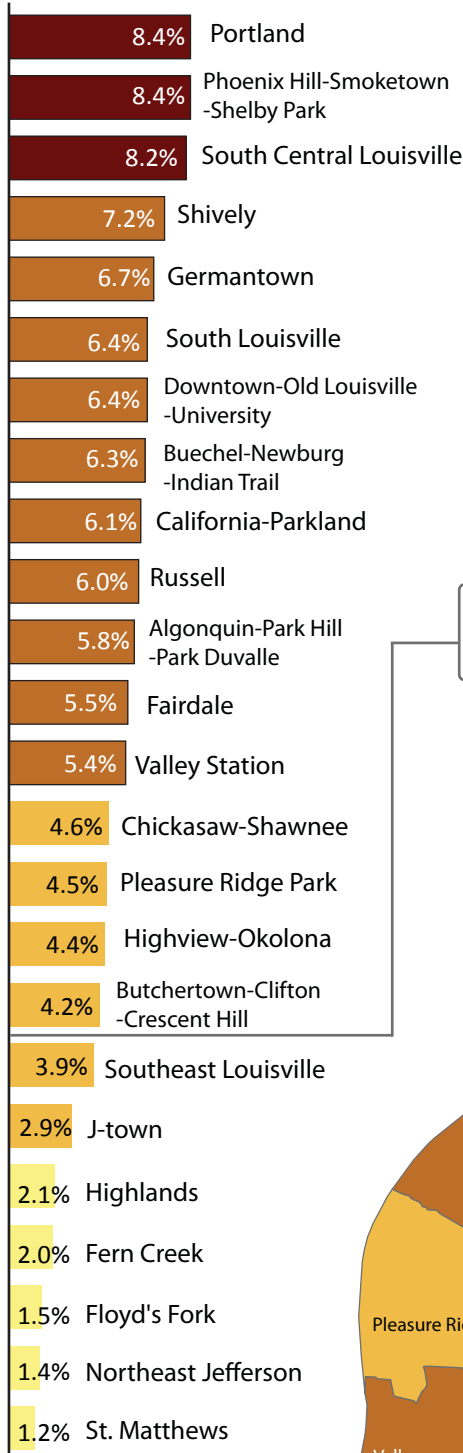 8.4% Portland
8.4% Phoenix Hill-Smoketown
-Shelby Park
8.2% South Central Louisville
7.2% Shively
6.7% Germantown
6.4% South Louisville
6.4% Downtown-Old Louisville
-University
6.3% Buechel-Newburg
-Indian Trail
6.1% California-Parkland
6.0% Russell
5.8% Algonquin-Park Hill
-Park Duvalle
5.5% Fairdale
5.4% Valley Station
4.6% Chickasaw-Shawnee
4.5% Pleasure Ridge Park
4.4% Highview-Okolona
4.2% Butchertown-Clifton
-Crescent Hill
3.9% Southeast Louisville
2.9% J-town
2.1% Highlands
2.0% Fern Creek
1.5% Floyd's Fork
Pleasure Ri
1.4% Northeast Jefferson
1.2% St. Matthews